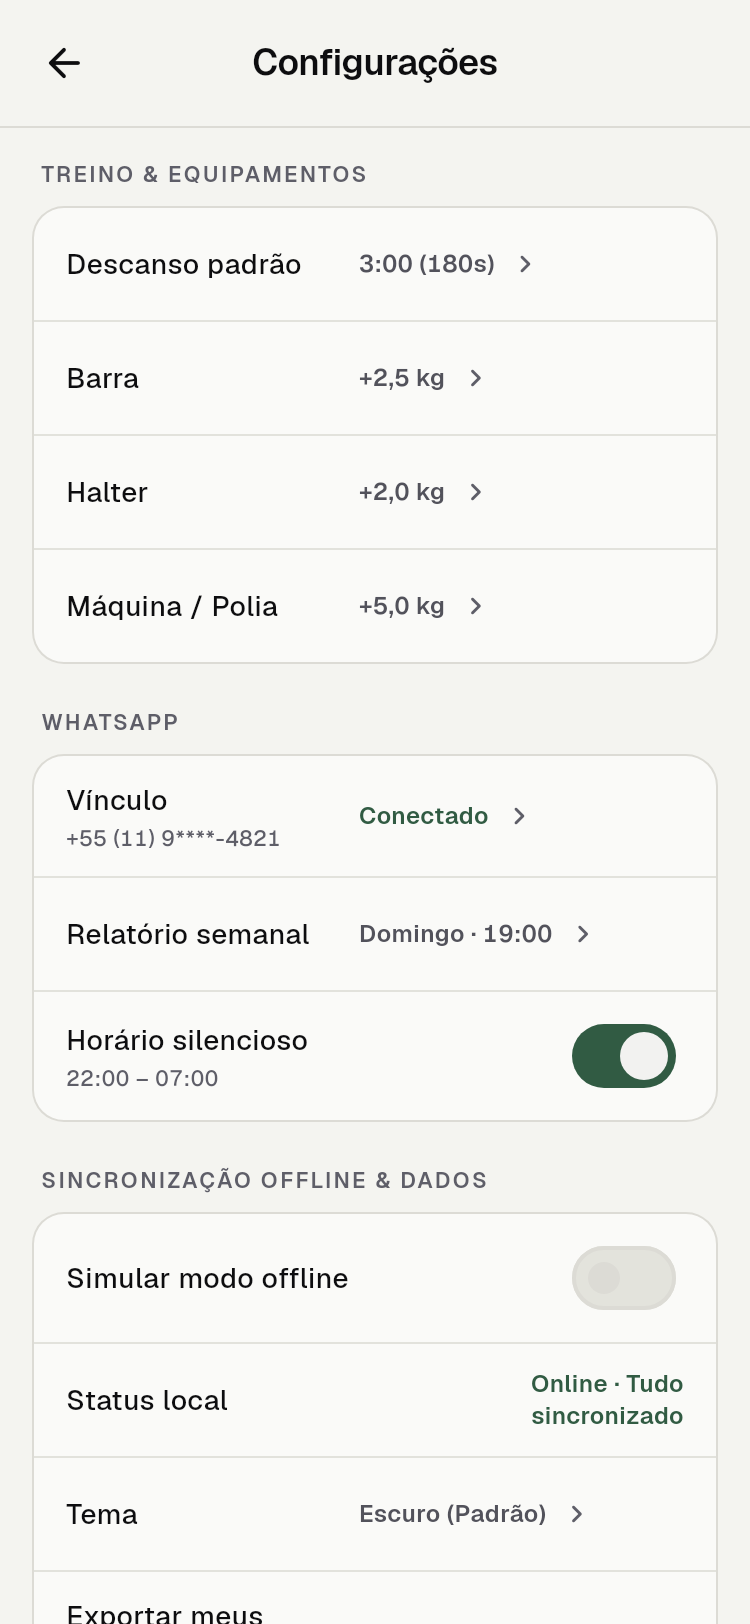 Configurações
TREINO & EQUIPAMENTOS
Descanso padrão 3:00 (180s)
Barra +2,5 kg
Halter +2,0 kg
Máquina / Polia +5,0 kg
WHATSAPP
Vínculo
+55 (11) 9****-4821
Conectado
Relatório semanal Domingo · 19:00
Horário silencioso
22:00 – 07:00
SINCRONIZAÇÃO OFFLINE & DADOS
Simular modo offline
Status local
Online · Tudo
sincronizado
Tema Escuro (Padrão)
Exportar meus